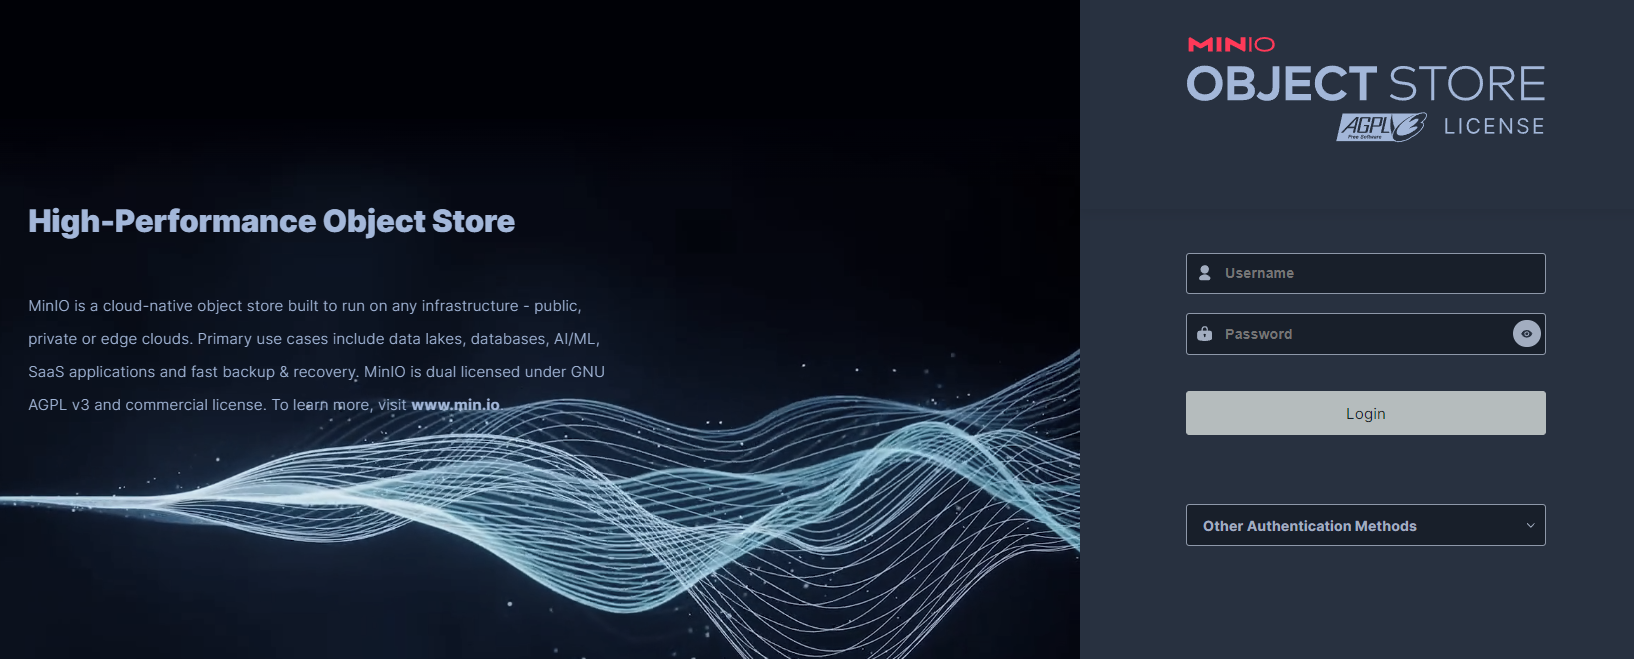 High-Performance Object Store
MinIO is a cloud-native object store built to run on any infrastructure - public,
private or edge clouds. Primary use cases include data lakes, databases, AI/ML,
SaaS applications and fast backup & recovery. MinIO is dual licensed under GNU
AGPL v3 and commercial license. To learn more, visit www.min.io.
MINIO
OBJECT STORE
AGPLv3 LICENSE
Free Software
Username
Password
Login
Other Authentication Methods